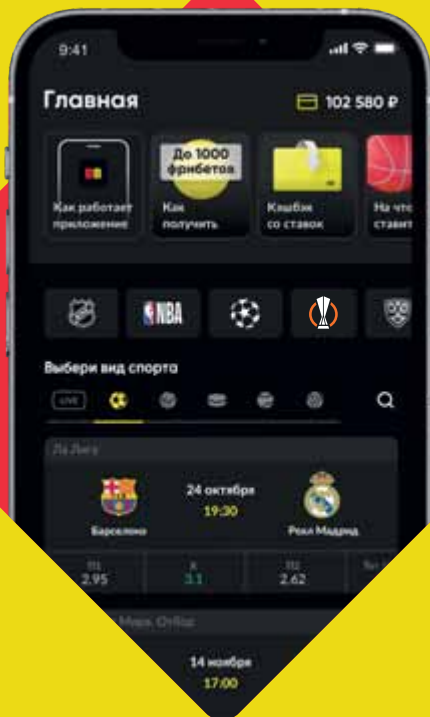 9:41
Главная
102 580 ₽
До 1000
фрибетов
Как работает
приложение
Как
получить
Кэшбэк
со ставок
На что
ставит
NBA
Выбери вид спорта
LIVE
Ла Лига
24 октября
19:30
Барселона
Реал Мадрид
П1
X
П2
2.95
3.1
2.62
Мира. Отбор
14 ноября
17:00